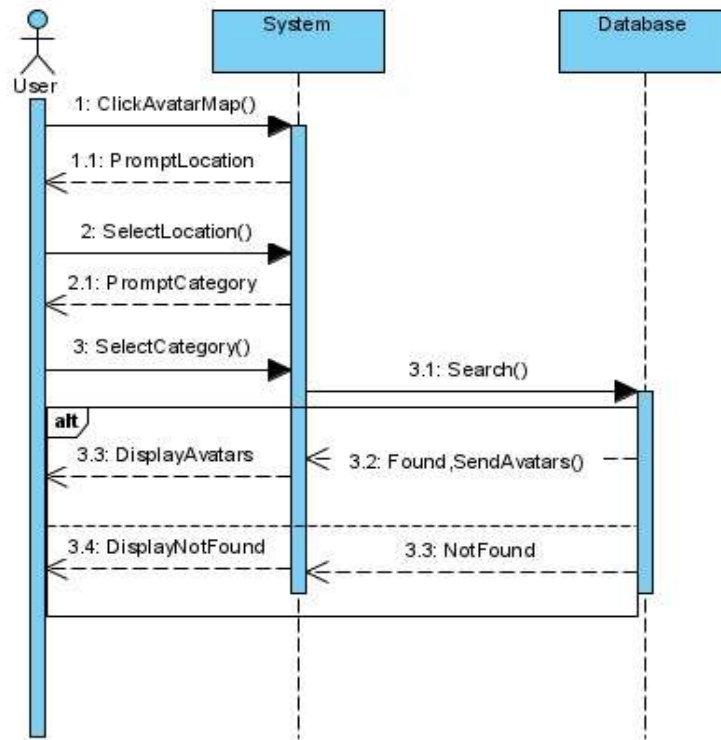 System
Database
User
1: ClickAvatarMap()
1.1: PromptLocation
2: SelectLocation()
2.1: PromptCategory
3: SelectCategory()
3.1: Search()
alt
3.3: DisplayAvatars
3.2: Found,SendAvatars()
3.4: DisplayNotFound
3.3: NotFound